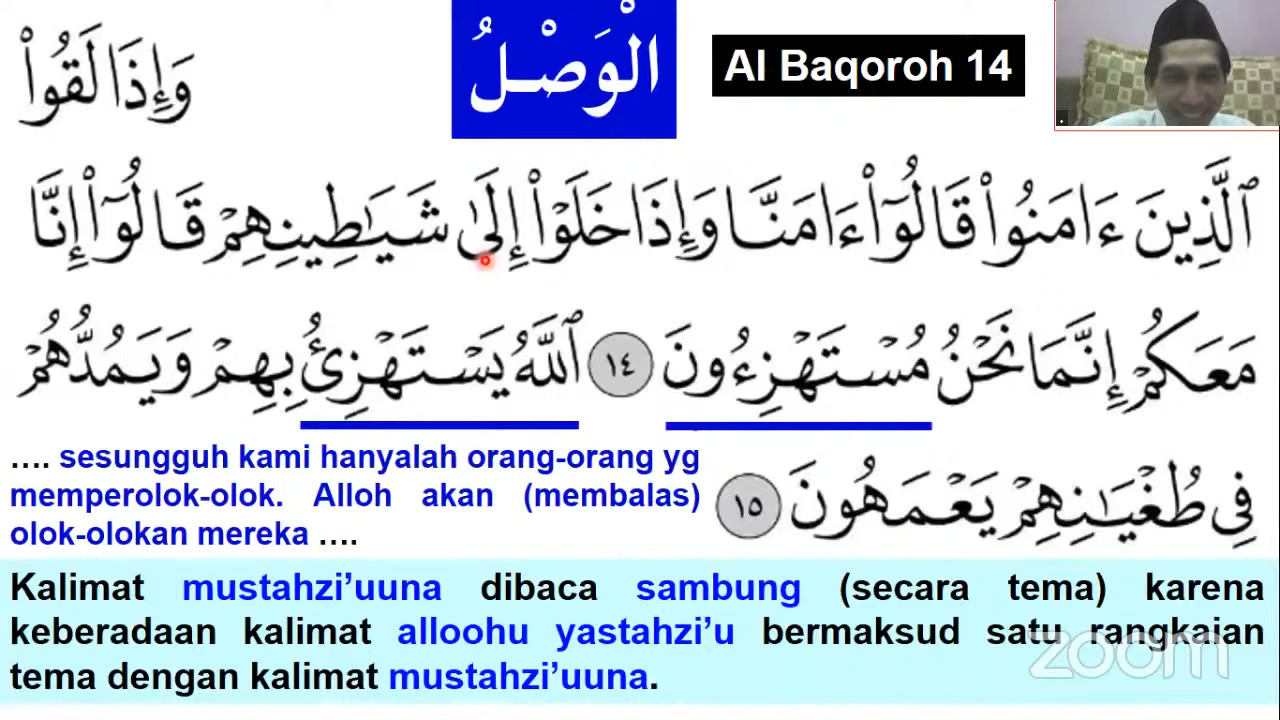 الْوَصْلُ
Al Baqoroh 14
وَإِذَا لَقُوا۟
ٱلَّذِينَ ءَامَنُوا۟ قَالُوٓا۟ ءَامَنَّا وَإِذَا خَلَوْا۟ إِلَىٰ شَيَـٰطِينِهِمْ قَالُوٓا۟ إِنَّا
مَعَكُمْ إِنَّمَا نَحْنُ مُسْتَهْزِءُونَ ١٤ ٱللَّهُ يَسْتَهْزِئُ بِهِمْ وَيَمُدُّهُمْ
فِى طُغْيَـٰنِهِمْ يَعْمَهُونَ ١٥
…. sesungguh kami hanyalah orang-orang yg
memperolok-olok. Alloh akan (membalas)
olok-olokan mereka ….
Kalimat mustahzi’uuna dibaca sambung (secara tema) karena
keberadaan kalimat alloohu yastahzi’u bermaksud satu rangkaian
tema dengan kalimat mustahzi’uuna.
zoom